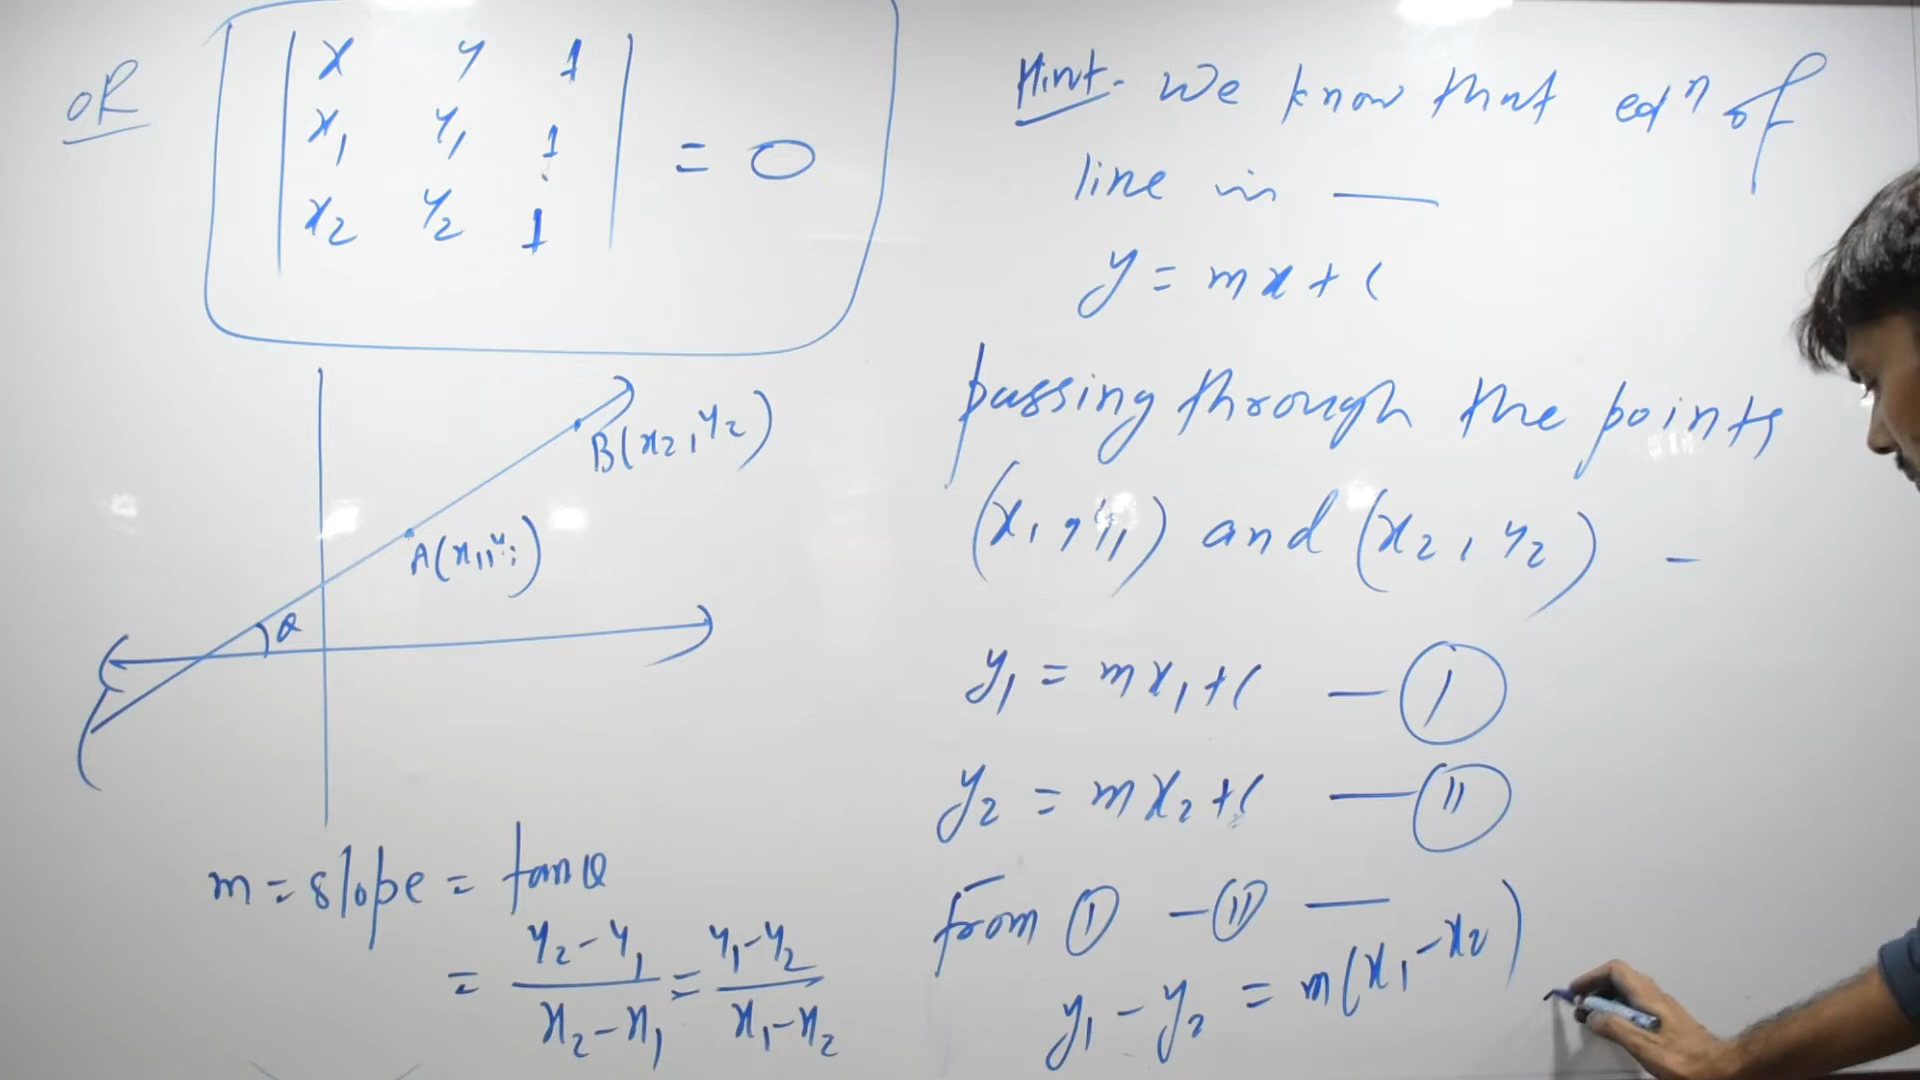 OR
| x y 1 |
| x₁ y₁ 1 | = 0
| x₂ y₂ 1 |
B(x₂, y₂)
A(x₁, y₁)
θ
m = slope = tan θ
= (y₂ - y₁)/(x₂ - x₁) = (y₁ - y₂)/(x₁ - x₂)
Hint - We know that eqⁿ of
line in —
y = mx + c
passing through the points
(x₁, y₁) and (x₂, y₂) -
y₁ = mx₁ + c — Ⓘ
y₂ = mx₂ + c — (II)
from Ⓘ - (II) —
y₁ - y₂ = m(x₁ - x₂)